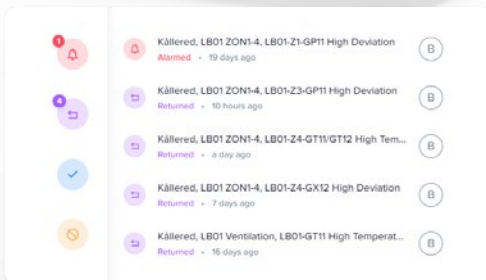 1
4
Kållered, LB01 ZON1-4, LB01-Z1-GP11 High Deviation
B
Alarmed • 19 days ago
Kållered, LB01 ZON1-4, LB01-Z3-GP11 High Deviation
B
Returned • 10 hours ago
Kållered, LB01 ZON1-4, LB01-Z4-GT11/GT12 High Tem...
B
Returned • a day ago
Kållered, LB01 ZON1-4, LB01-Z4-GX12 High Deviation
B
Returned • 7 days ago
Kållered, LB01 Ventilation, LB01-GT11 High Temperat...
B
Returned • 16 days ago